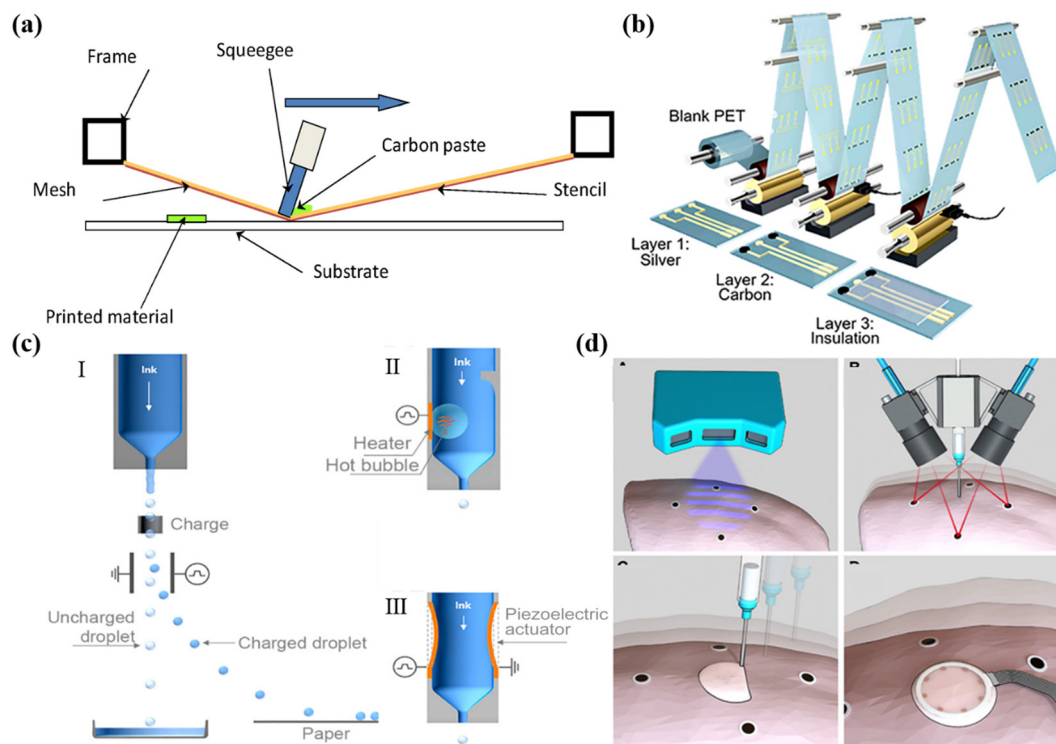 (a)
Frame
Squeegee
Carbon paste
Mesh
Stencil
Substrate
Printed material
(b)
Blank PET
Layer 1:
Silver
Layer 2:
Carbon
Layer 3:
Insulation
(c)
I
Ink
Charge
Uncharged
droplet
Charged droplet
Paper
II
Ink
Heater
Hot bubble
III
Ink
Piezoelectric
actuator
(d)